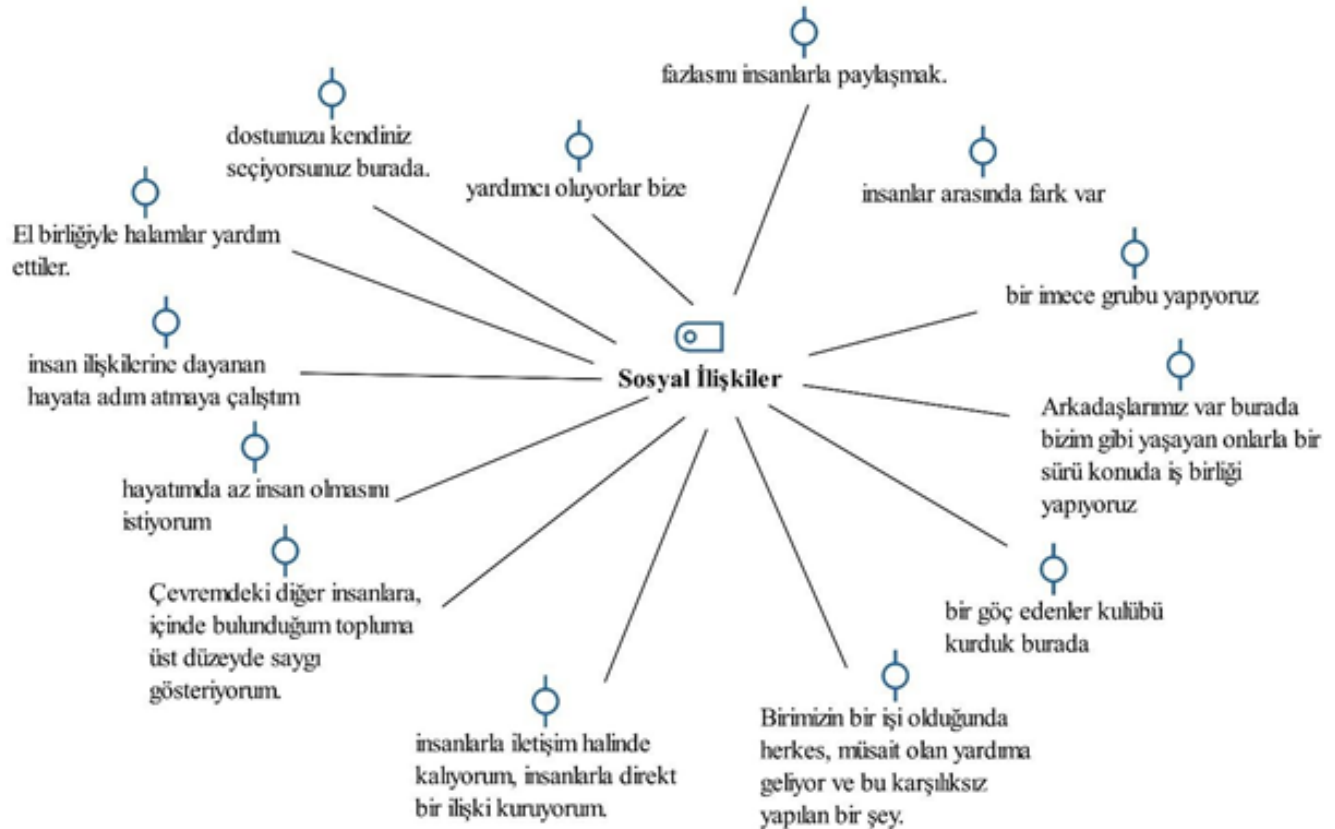 fazlasını insanlarla paylaşmak.
dostunuzu kendiniz
seçiyorsunuz burada.
yardımcı oluyorlar bize
insanlar arasında fark var
El birliğiyle halamlar yardım
ettiler.
bir imece grubu yapıyoruz
insan ilişkilerine dayanan
hayata adım atmaya çalıştım
Sosyal İlişkiler
Arkadaşlarımız var burada
bizim gibi yaşayan onlarla bir
sürü konuda iş birliği
yapıyoruz
hayatımda az insan olmasını
istiyorum
Çevremdeki diğer insanlara,
içinde bulunduğum topluma
üst düzeyde saygı
gösteriyorum.
bir göç edenler kulübü
kurduk burada
insanlarla iletişim halinde
kalıyorum, insanlarla direkt
bir ilişki kuruyorum.
Birimizin bir işi olduğunda
herkes, müsait olan yardıma
geliyor ve bu karşılıksız
yapılan bir şey.